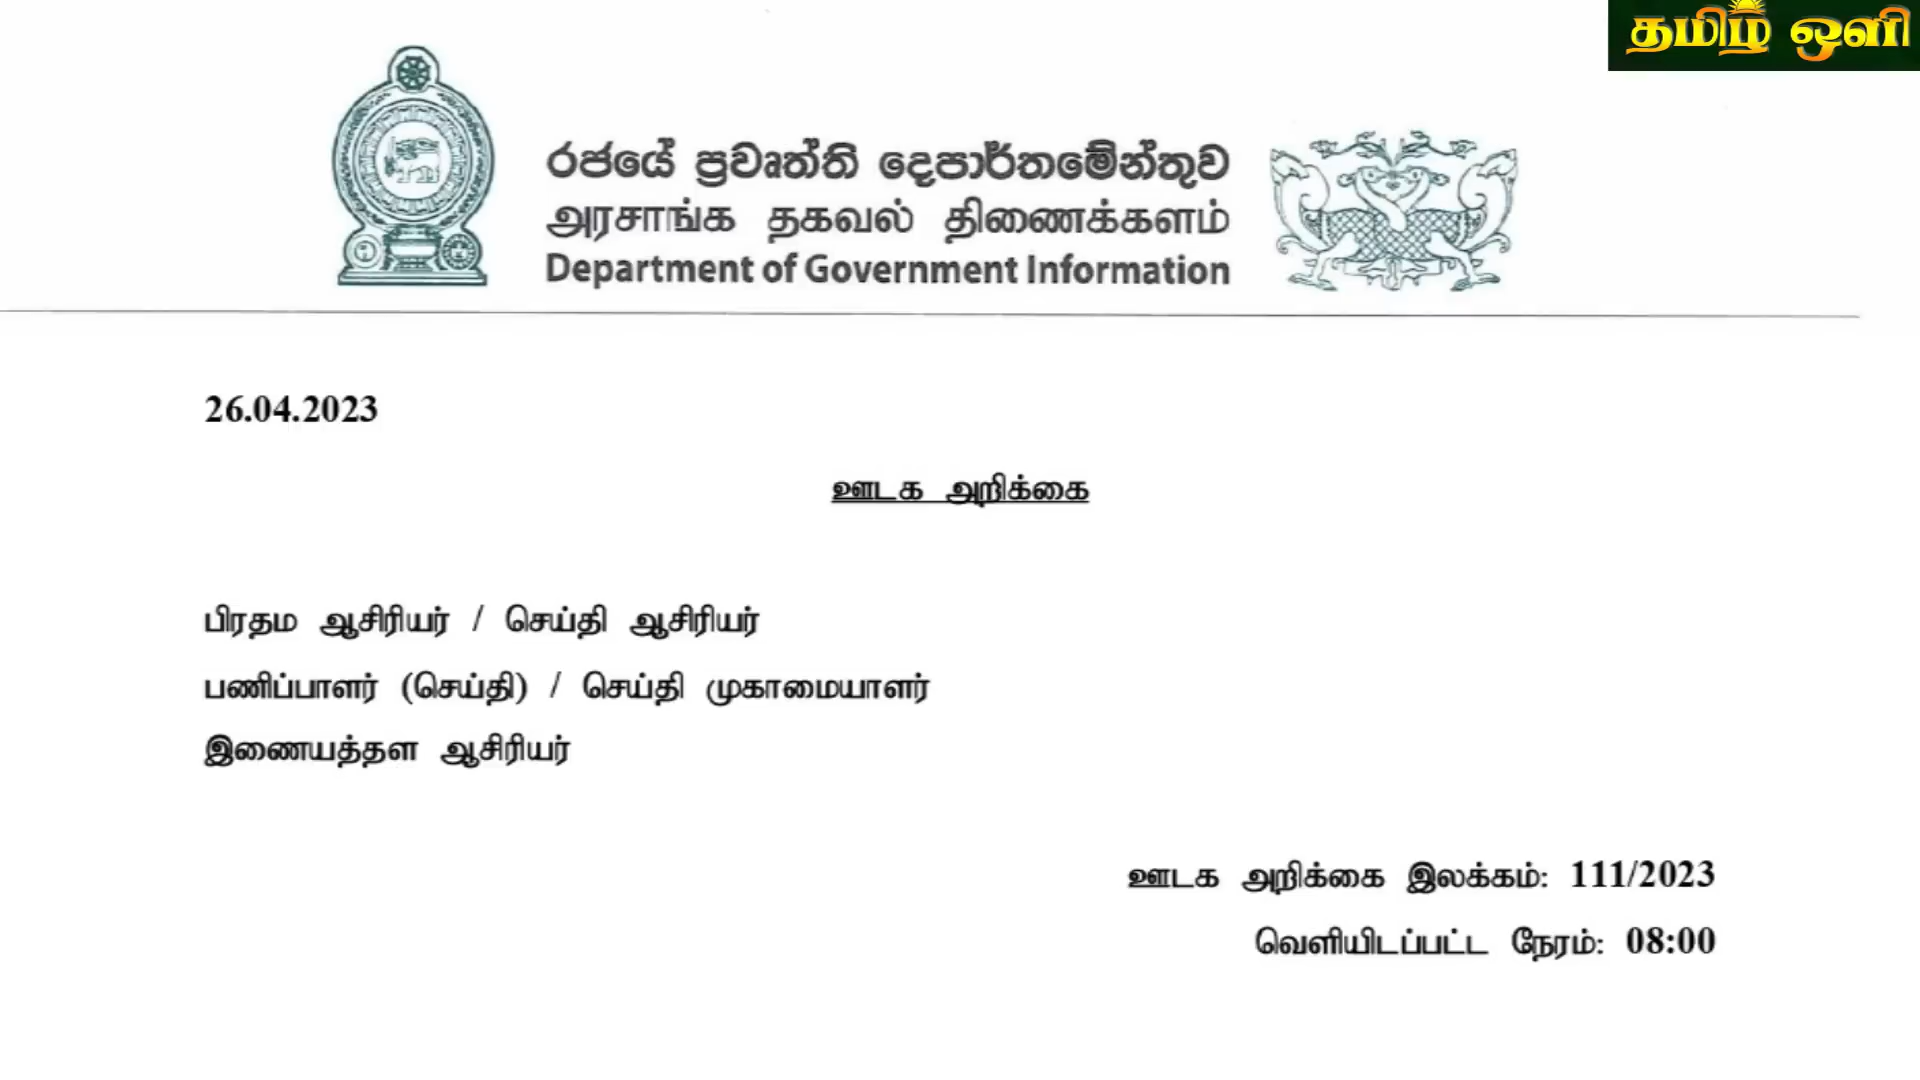 தமிழ் ஒளி
රජයේ ප්‍රවෘත්ති දෙපාර්තමේන්තුව
அரசாங்க தகவல் திணைக்களம்
Department of Government Information
26.04.2023
ஊடக அறிக்கை
பிரதம ஆசிரியர் / செய்தி ஆசிரியர்
பணிப்பாளர் (செய்தி) / செய்தி முகாமையாளர்
இணையத்தள ஆசிரியர்
ஊடக அறிக்கை இலக்கம்: 111/2023
வெளியிடப்பட்ட நேரம்: 08:00